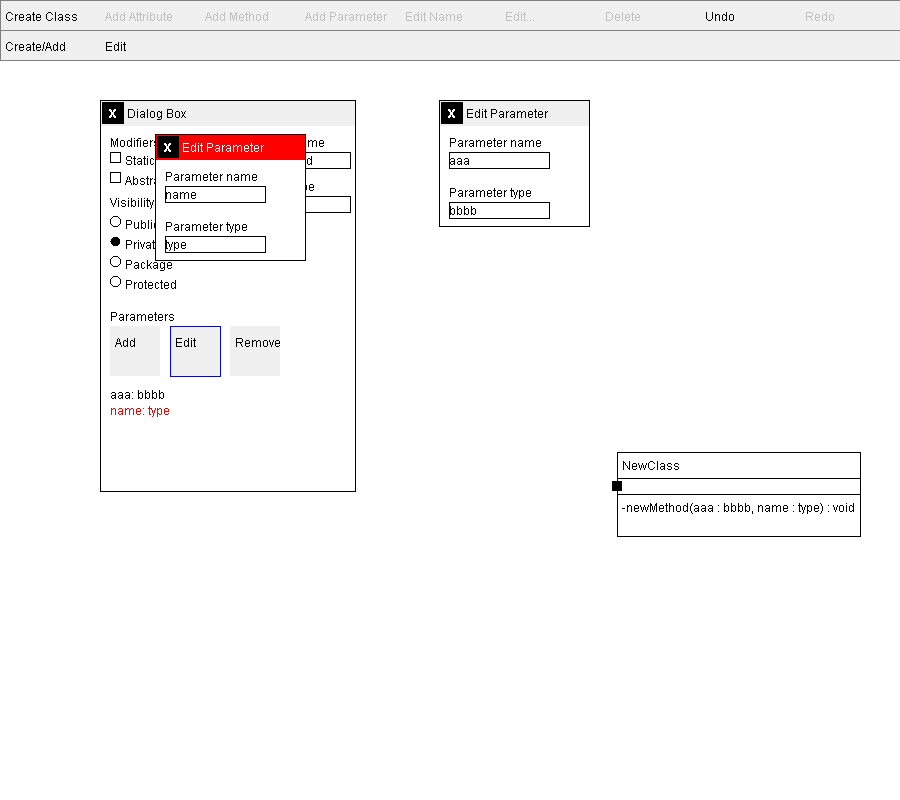 Create Class Add Attribute Add Method Add Parameter Edit Name Edit... Delete Undo Redo
Create/Add Edit
X Dialog Box
Modifiers
Static
Abstra
Visibility
Public
Privat
Package
Protected
Parameters
Add Edit Remove
aaa: bbbb
name: type
X Edit Parameter
Parameter name
name
Parameter type
type
X Edit Parameter
Parameter name
aaa
Parameter type
bbbb
NewClass
-newMethod(aaa : bbbb, name : type) : void